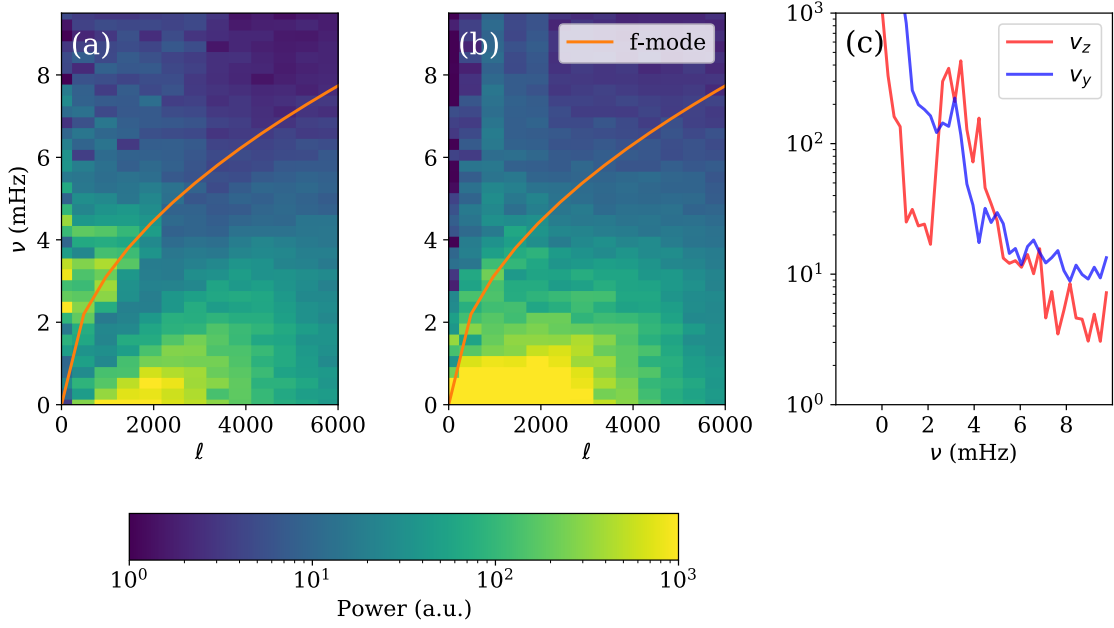 (a)
(b)
f-mode
(c)
v_z
v_y
ν (mHz)
0
2
4
6
8
0
2000
4000
6000
ℓ
0
2
4
6
8
0
2000
4000
6000
ℓ
10³
10²
10¹
10⁰
0
2
4
6
8
ν (mHz)
10⁰
10¹
10²
10³
Power (a.u.)